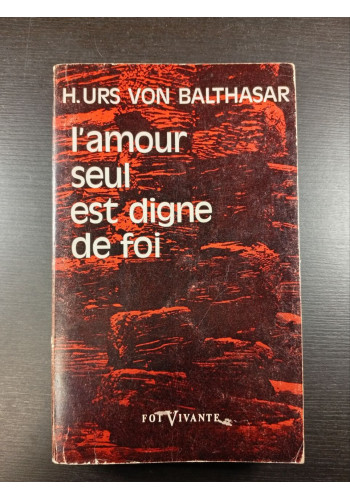 H. URS VON BALTHASAR
l'amour
seul
est digne
de foi
FOI VIVANTE